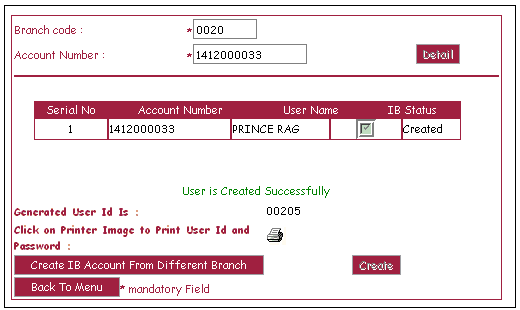 Branch code : * 0020
Account Number : * 1412000033 Detail
Serial No Account Number User Name IB Status
1 1412000033 PRINCE RAG Created
User is Created Successfully
Generated User Id Is : 00205
Click on Printer Image to Print User Id and
Password :
Create IB Account From Different Branch Create
Back To Menu * mandatory Field